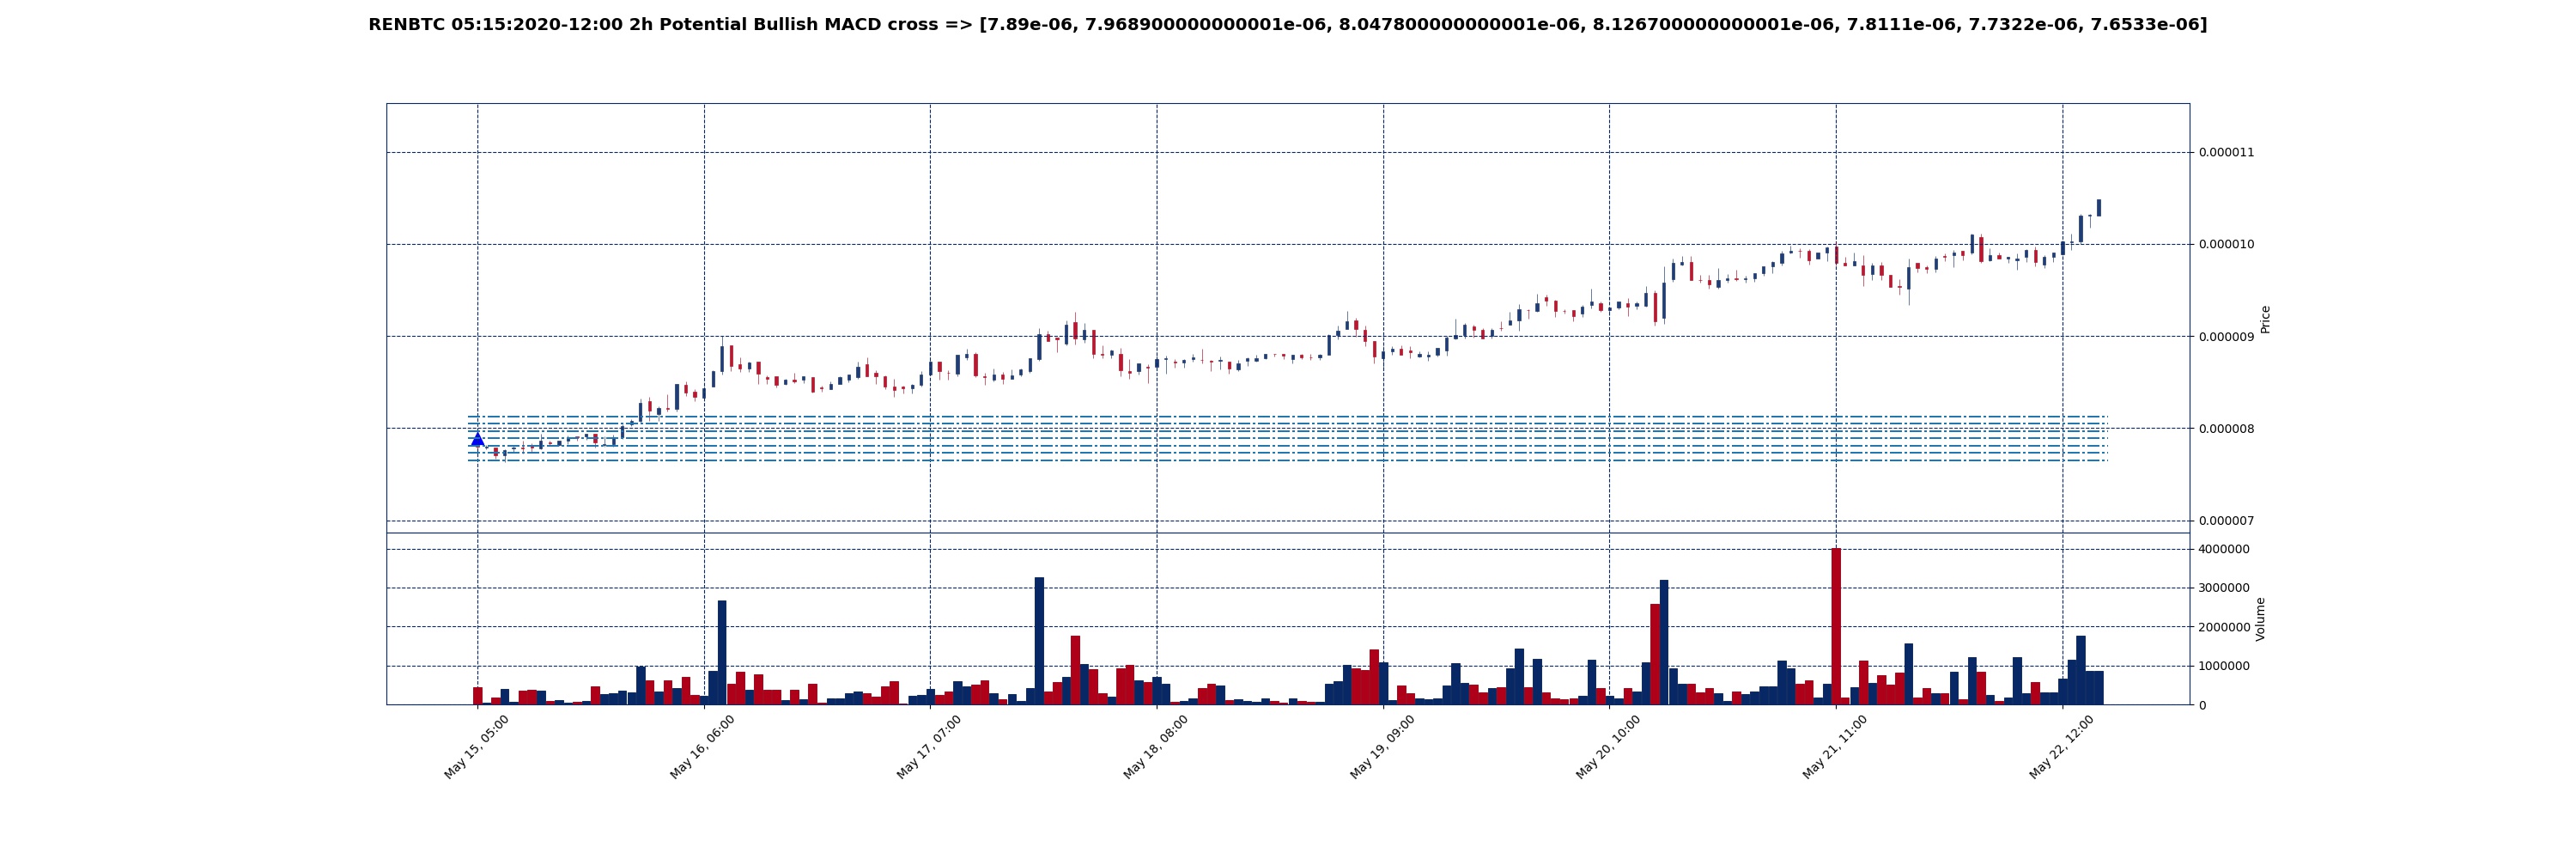 RENBTC 05:15:2020-12:00 2h Potential Bullish MACD cross => [7.89e-06, 7.968900000000001e-06, 8.047800000000001e-06, 8.126700000000001e-06, 7.8111e-06, 7.7322e-06, 7.6533e-06]
0.000011
0.000010
0.000009
0.000008
0.000007
Price
4000000
3000000
2000000
1000000
0
Volume
May 15, 05:00
May 16, 06:00
May 17, 07:00
May 18, 08:00
May 19, 09:00
May 20, 10:00
May 21, 11:00
May 22, 12:00